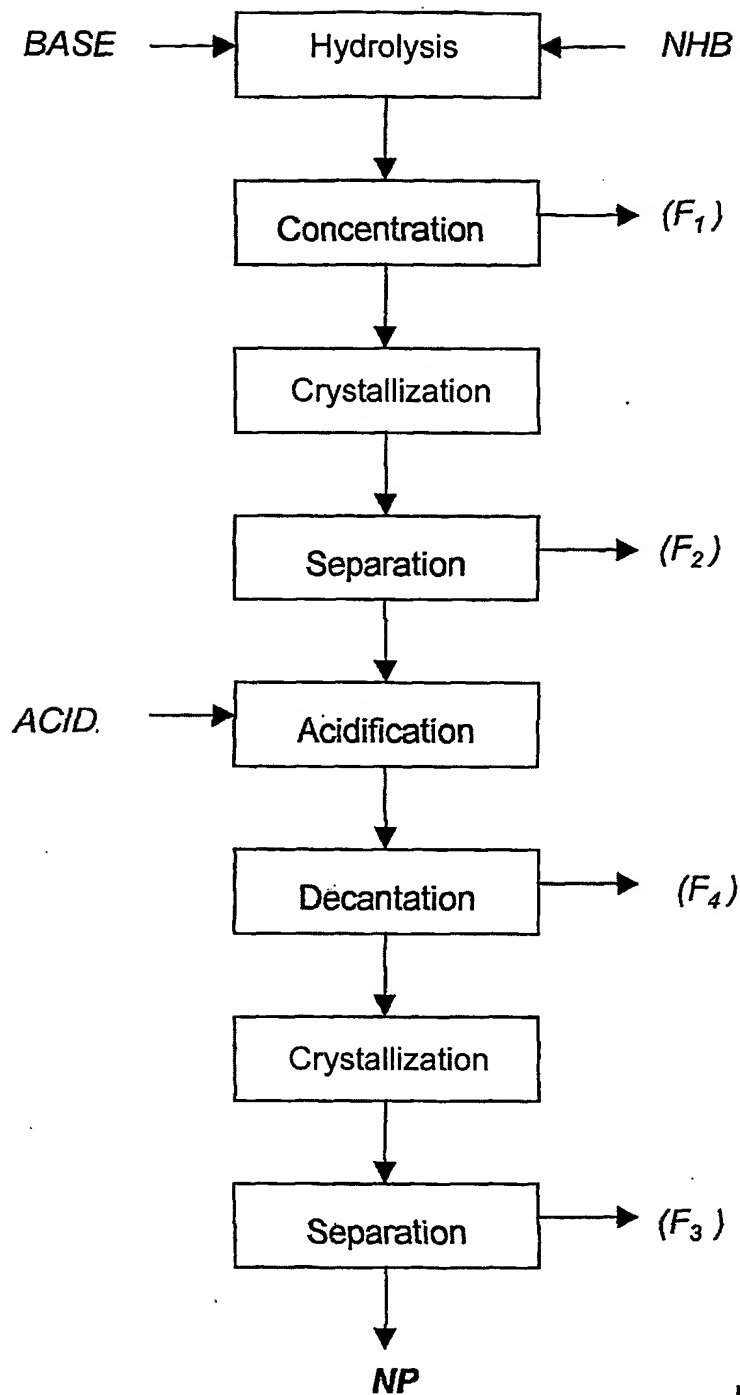 BASE Hydrolysis NHB
Concentration (F₁)
Crystallization
Separation (F₂)
ACID. Acidification
Decantation (F₄)
Crystallization
Separation (F₃)
NP